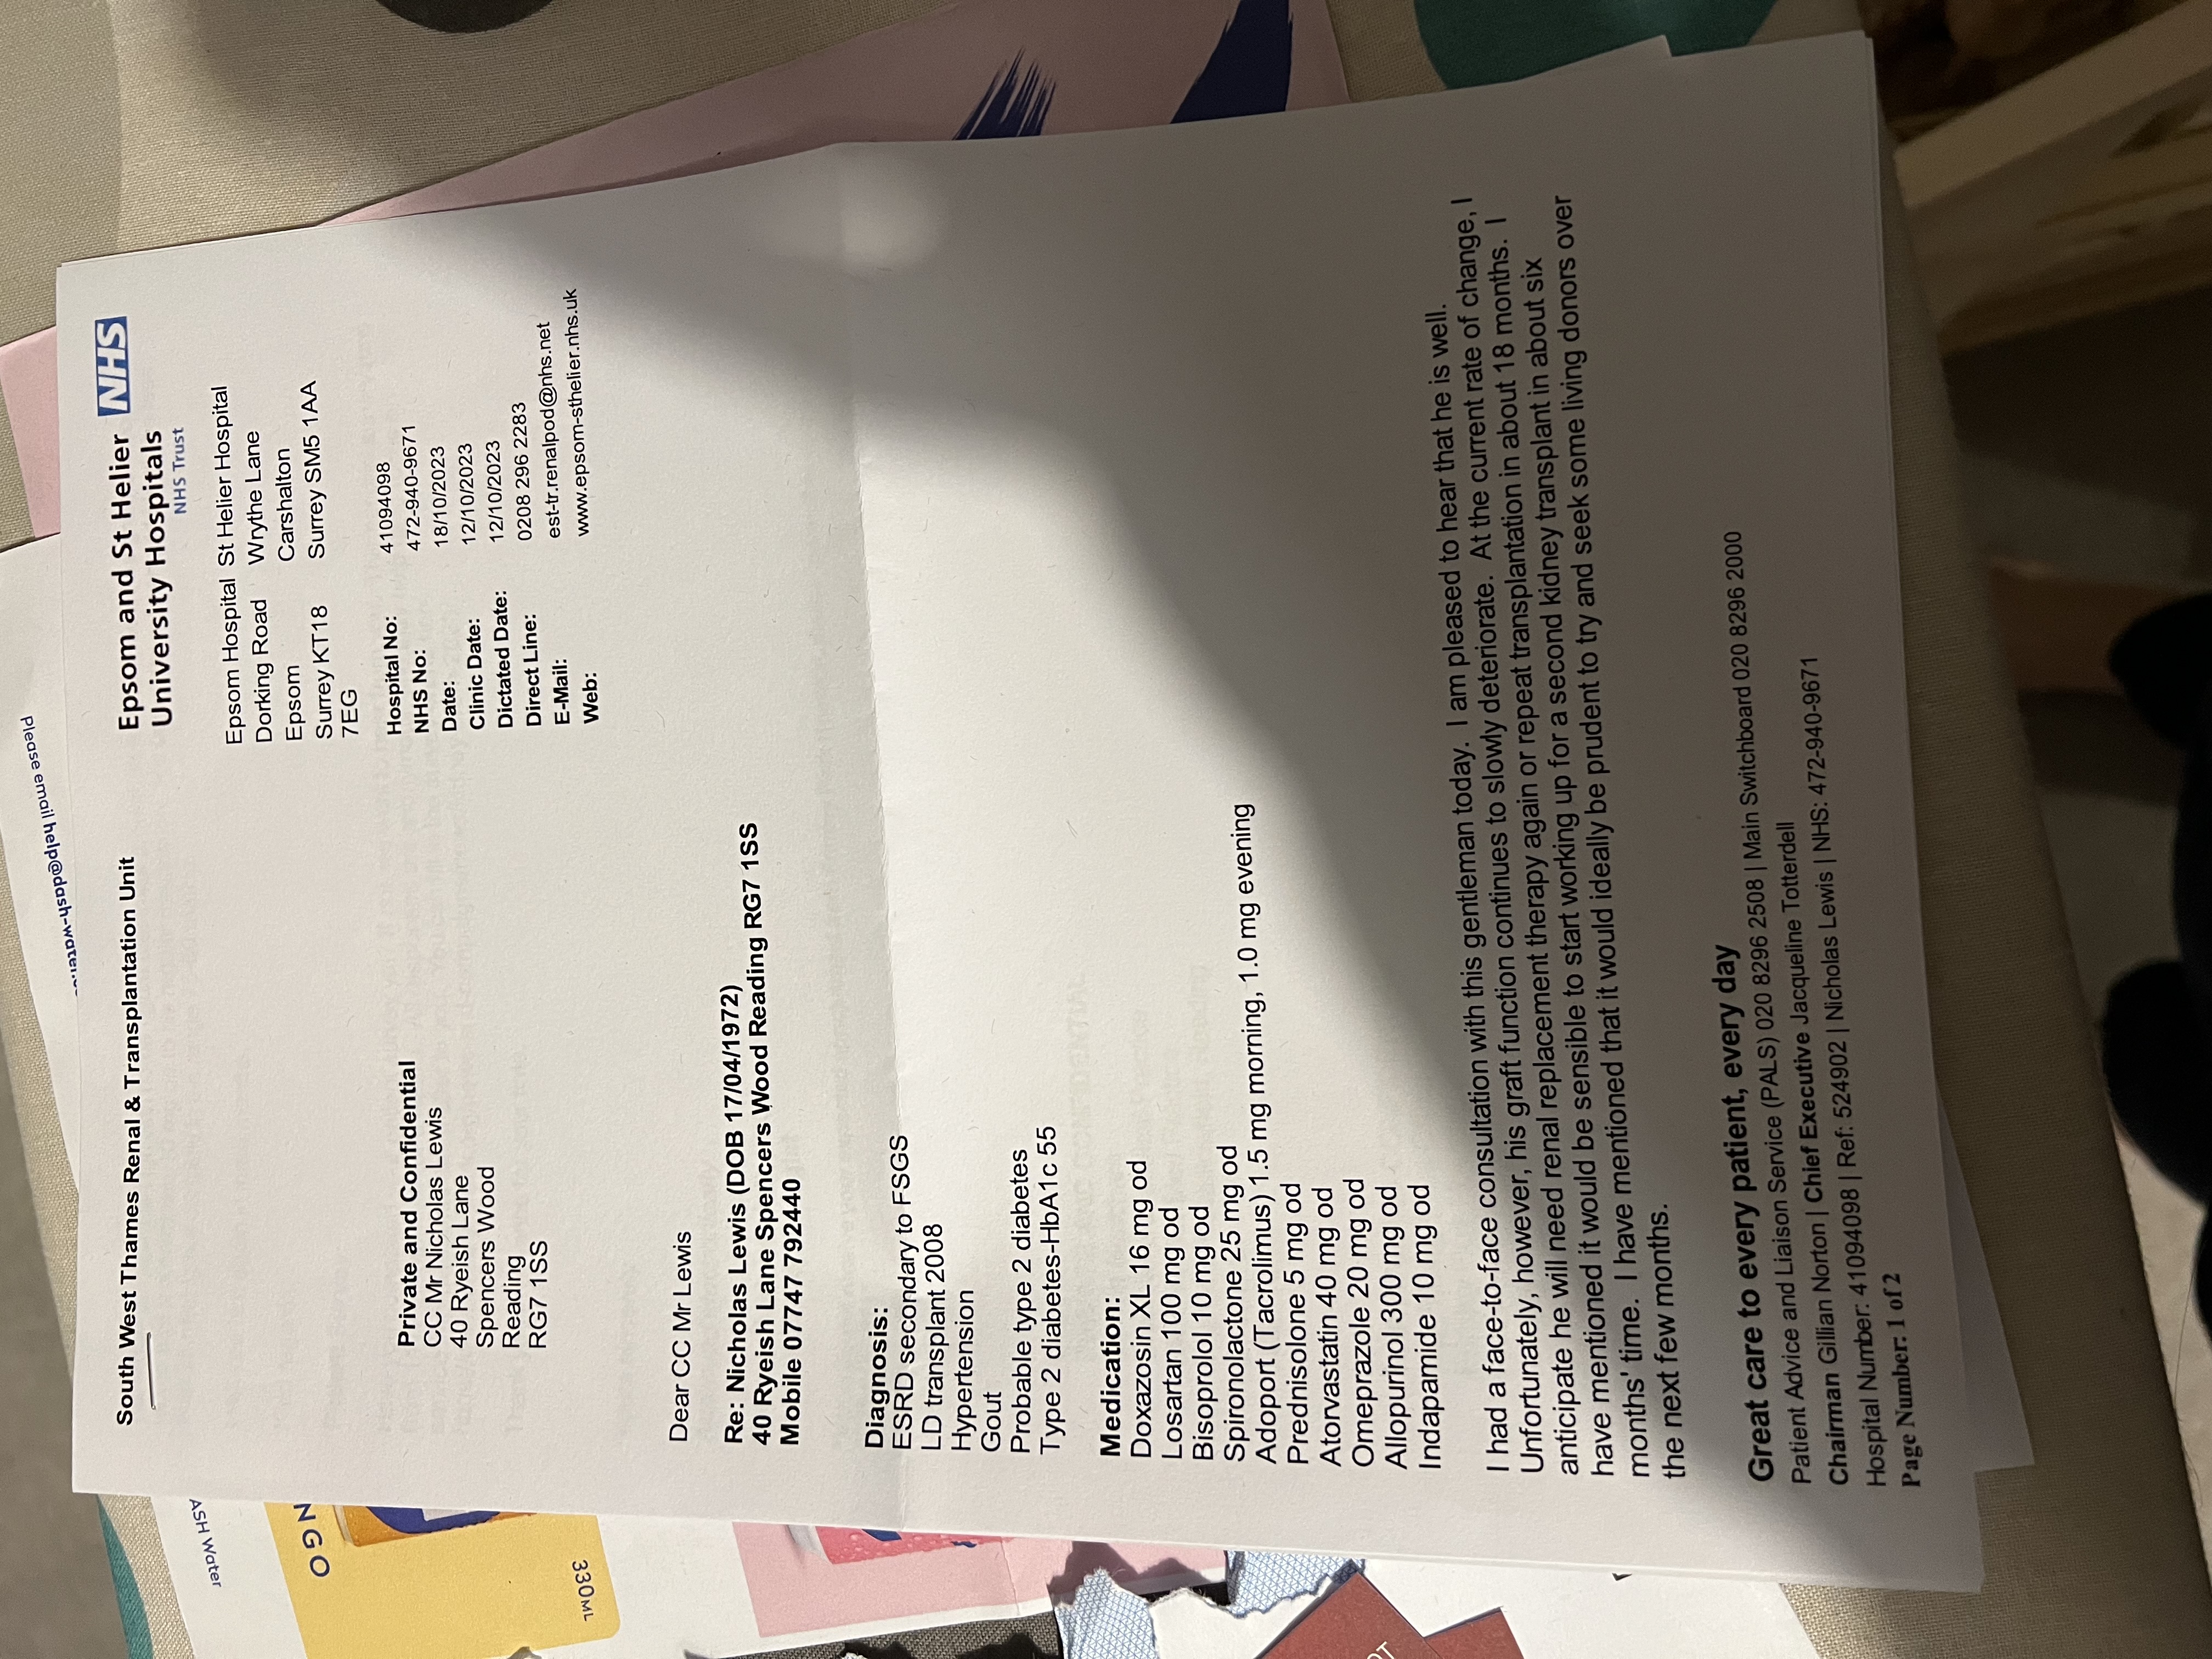 Please email help@dash-water.co
ASH Water
NGO
330ML
South West Thames Renal & Transplantation Unit
Epsom and St Helier
University Hospitals
NHS Trust
NHS
Epsom Hospital
Dorking Road
Epsom
Surrey KT18
7EG
St Helier Hospital
Wrythe Lane
Carshalton
Surrey SM5 1AA
Hospital No: 41094098
NHS No: 472-940-9671
Date: 18/10/2023
Clinic Date: 12/10/2023
Dictated Date: 12/10/2023
Direct Line: 0208 296 2283
E-Mail: est-tr.renalpod@nhs.net
Web: www.epsom-sthelier.nhs.uk
Private and Confidential
CC Mr Nicholas Lewis
40 Ryeish Lane
Spencers Wood
Reading
RG7 1SS
Dear CC Mr Lewis
Re: Nicholas Lewis (DOB 17/04/1972)
40 Ryeish Lane Spencers Wood Reading RG7 1SS
Mobile 07747 792440
Diagnosis:
ESRD secondary to FSGS
LD transplant 2008
Hypertension
Gout
Probable type 2 diabetes
Type 2 diabetes-HbA1c 55
Medication:
Doxazosin XL 16 mg od
Losartan 100 mg od
Bisoprolol 10 mg od
Spironolactone 25 mg od
Adoport (Tacrolimus) 1.5 mg morning, 1.0 mg evening
Prednisolone 5 mg od
Atorvastatin 40 mg od
Omeprazole 20 mg od
Allopurinol 300 mg od
Indapamide 10 mg od
I had a face-to-face consultation with this gentleman today. I am pleased to hear that he is well.
Unfortunately, however, his graft function continues to slowly deteriorate. At the current rate of change, I
anticipate he will need renal replacement therapy again or repeat transplantation in about 18 months. I
have mentioned it would be sensible to start working up for a second kidney transplant in about six
months' time. I have mentioned that it would ideally be prudent to try and seek some living donors over
the next few months.
Great care to every patient, every day
Patient Advice and Liaison Service (PALS) 020 8296 2508 | Main Switchboard 020 8296 2000
Chairman Gillian Norton | Chief Executive Jacqueline Totterdell
Hospital Number: 41094098 | Ref: 524902 | Nicholas Lewis | NHS: 472-940-9671
Page Number: 1 of 2